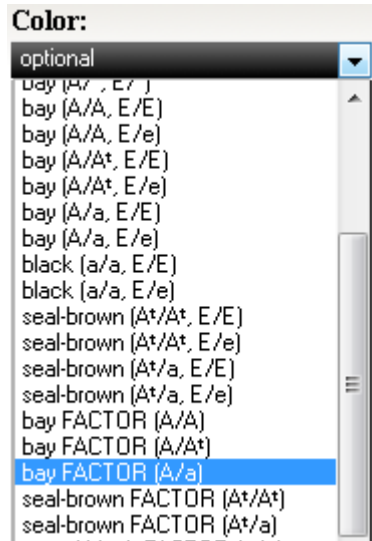 Color:
optional
bay (A/A, E/E)
bay (A/A, E/e)
bay (A/Aᵗ, E/E)
bay (A/Aᵗ, E/e)
bay (A/a, E/E)
bay (A/a, E/e)
black (a/a, E/E)
black (a/a, E/e)
seal-brown (Aᵗ/Aᵗ, E/E)
seal-brown (Aᵗ/Aᵗ, E/e)
seal-brown (Aᵗ/a, E/E)
seal-brown (Aᵗ/a, E/e)
bay FACTOR (A/A)
bay FACTOR (A/Aᵗ)
bay FACTOR (A/a)
seal-brown FACTOR (Aᵗ/Aᵗ)
seal-brown FACTOR (Aᵗ/a)